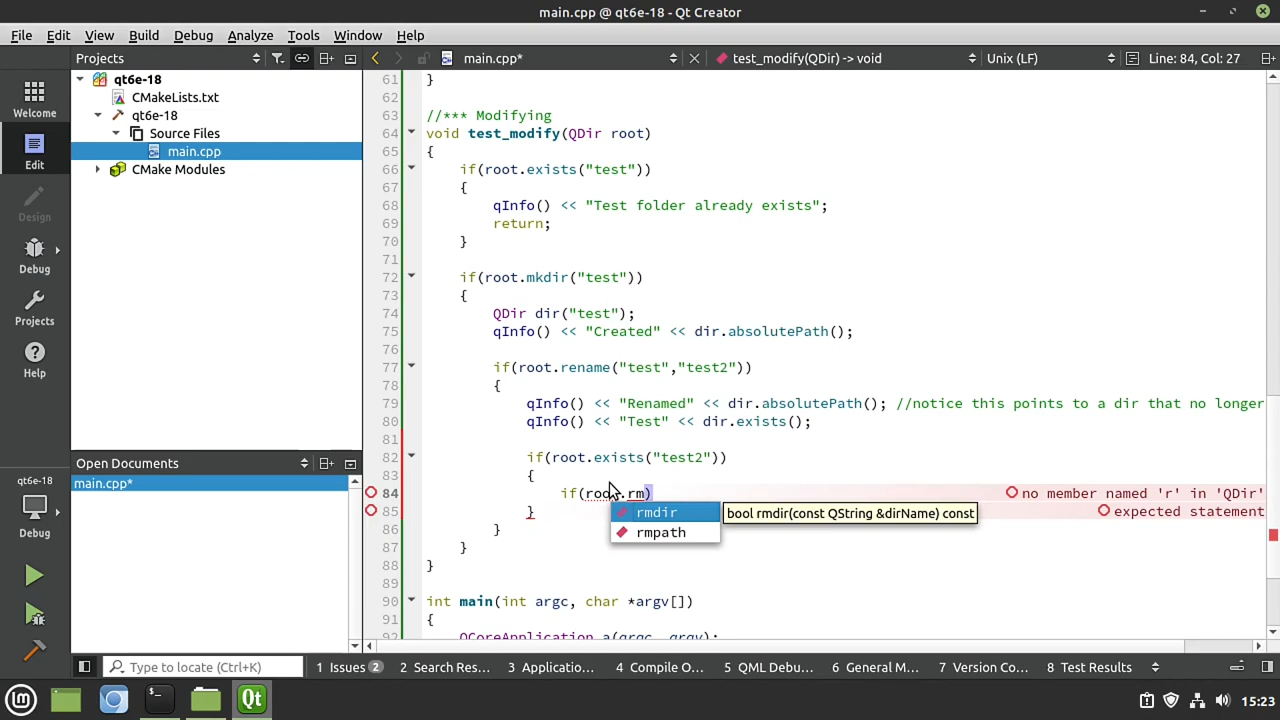 main.cpp @ qt6e-18 - Qt Creator
File Edit View Build Debug Analyze Tools Window Help
Projects main.cpp* test_modify(QDir) -> void Unix (LF) Line: 84, Col: 27
Welcome
Edit
Design
Debug
Projects
Help
qt6e-18
Debug
qt6e-18
CMakeLists.txt
qt6e-18
Source Files
main.cpp
CMake Modules
Open Documents
main.cpp*
61 }
62
63 //*** Modifying
64 void test_modify(QDir root)
65 {
66 if(root.exists("test"))
67 {
68 qInfo() << "Test folder already exists";
69 return;
70 }
71
72 if(root.mkdir("test"))
73 {
74 QDir dir("test");
75 qInfo() << "Created" << dir.absolutePath();
76
77 if(root.rename("test","test2"))
78 {
79 qInfo() << "Renamed" << dir.absolutePath(); //notice this points to a dir that no longer
80 qInfo() << "Test" << dir.exists();
81
82 if(root.exists("test2"))
83 {
84 if(root.rm) no member named 'r' in 'QDir'
85 } expected statement
rmdir bool rmdir(const QString &dirName) const
rmpath
86 }
87 }
88 }
89
90 int main(int argc, char *argv[])
91 {
92 QCoreApplication a(argc, argv);
Type to locate (Ctrl+K) 1 Issues 2 2 Search Res... 3 Applicatio... 4 Compile O... 5 QML Debu... 6 General M... 7 Version Co... 8 Test Results
15:23